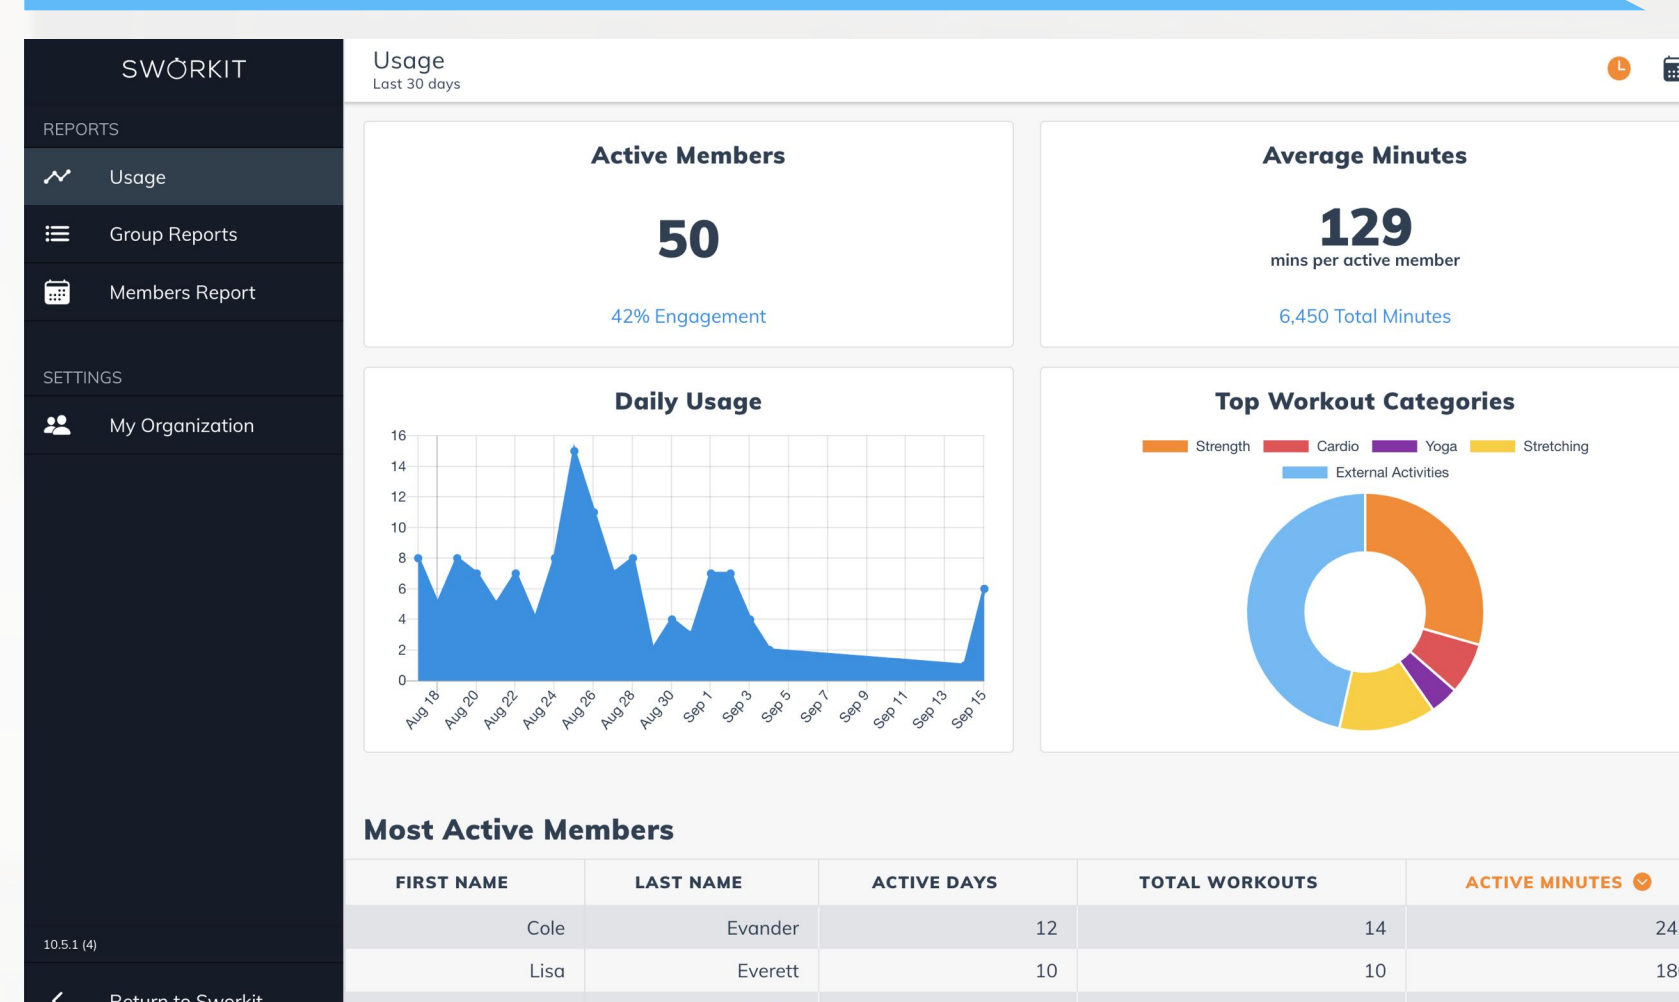 SWORKIT
Usage
Last 30 days
REPORTS
Usage
Group Reports
Members Report
SETTINGS
My Organization
10.5.1 (4)
Return to Sworkit
Active Members
50
42% Engagement
Average Minutes
129
mins per active member
6,450 Total Minutes
Daily Usage
16
14
12
10
8
6
4
2
0
Aug 18 Aug 20 Aug 22 Aug 24 Aug 26 Aug 28 Aug 30 Sep 1 Sep 3 Sep 5 Sep 7 Sep 9 Sep 11 Sep 13 Sep 15
Top Workout Categories
Strength Cardio Yoga Stretching
External Activities
Most Active Members
FIRST NAME LAST NAME ACTIVE DAYS TOTAL WORKOUTS ACTIVE MINUTES
Cole Evander 12 14
Lisa Everett 10 10